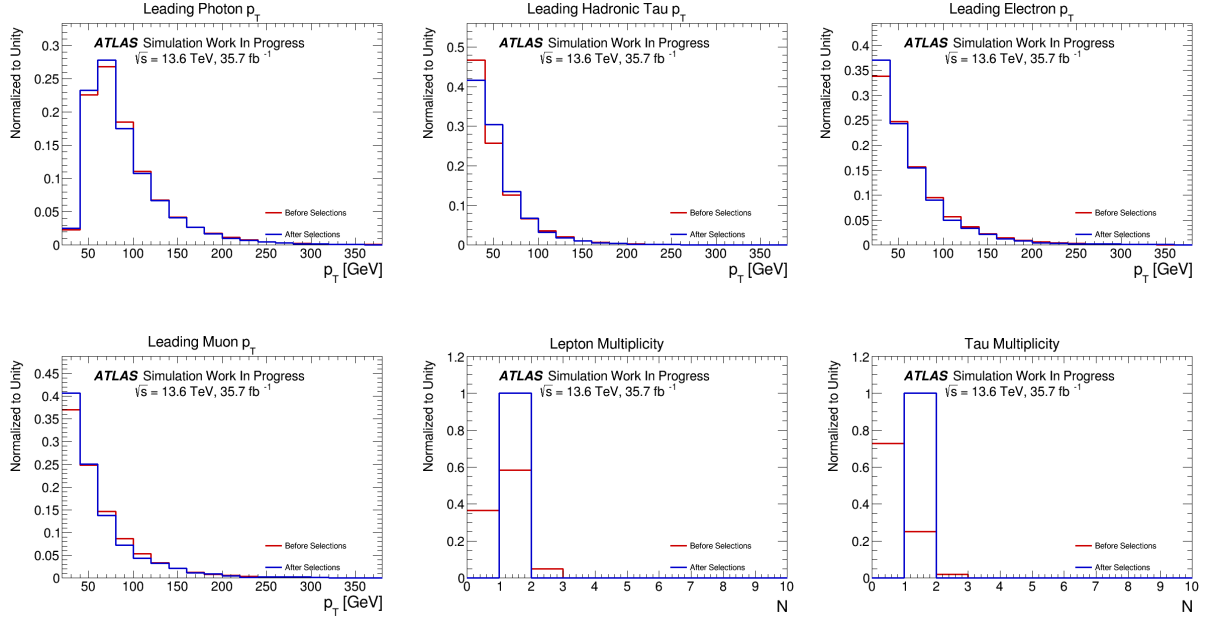 Leading Photon p_T
Normalized to Unity
0.3
0.25
0.2
0.15
0.1
0.05
0
ATLAS Simulation Work In Progress
√s = 13.6 TeV, 35.7 fb⁻¹
Before Selections
After Selections
50 100 150 200 250 300 350
p_T [GeV]
Leading Hadronic Tau p_T
Normalized to Unity
0.5
0.4
0.3
0.2
0.1
0
ATLAS Simulation Work In Progress
√s = 13.6 TeV, 35.7 fb⁻¹
Before Selections
After Selections
50 100 150 200 250 300 350
p_T [GeV]
Leading Electron p_T
Normalized to Unity
0.4
0.35
0.3
0.25
0.2
0.15
0.1
0.05
0
ATLAS Simulation Work In Progress
√s = 13.6 TeV, 35.7 fb⁻¹
Before Selections
After Selections
50 100 150 200 250 300 350
p_T [GeV]
Leading Muon p_T
Normalized to Unity
0.45
0.4
0.35
0.3
0.25
0.2
0.15
0.1
0.05
0
ATLAS Simulation Work In Progress
√s = 13.6 TeV, 35.7 fb⁻¹
Before Selections
After Selections
50 100 150 200 250 300 350
p_T [GeV]
Lepton Multiplicity
Normalized to Unity
1.2
1
0.8
0.6
0.4
0.2
0
ATLAS Simulation Work In Progress
√s = 13.6 TeV, 35.7 fb⁻¹
Before Selections
After Selections
0 1 2 3 4 5 6 7 8 9 10
N
Tau Multiplicity
Normalized to Unity
1.2
1
0.8
0.6
0.4
0.2
0
ATLAS Simulation Work In Progress
√s = 13.6 TeV, 35.7 fb⁻¹
Before Selections
After Selections
0 1 2 3 4 5 6 7 8 9 10
N